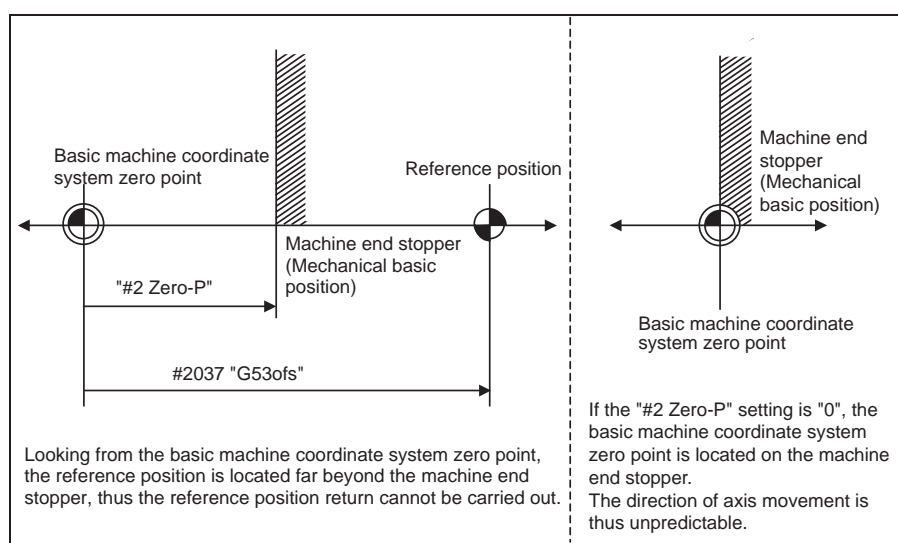 Basic machine coordinate
system zero point
Reference position
Machine end stopper
(Mechanical basic
position)
"#2 Zero-P"
#2037 "G53ofs"
Looking from the basic machine coordinate system zero point,
the reference position is located far beyond the machine end
stopper, thus the reference position return cannot be carried out.
Machine end
stopper
(Mechanical
basic position)
Basic machine coordinate
system zero point
If the "#2 Zero-P" setting is "0", the
basic machine coordinate system
zero point is located on the machine
end stopper.
The direction of axis movement is
thus unpredictable.